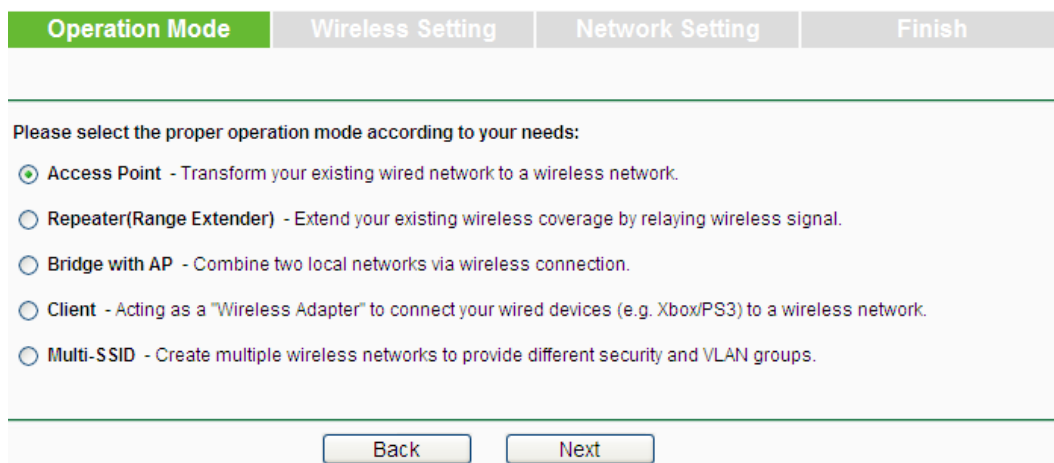 Operation Mode Wireless Setting Network Setting Finish
Please select the proper operation mode according to your needs:
Access Point - Transform your existing wired network to a wireless network.
Repeater(Range Extender) - Extend your existing wireless coverage by relaying wireless signal.
Bridge with AP - Combine two local networks via wireless connection.
Client - Acting as a "Wireless Adapter" to connect your wired devices (e.g. Xbox/PS3) to a wireless network.
Multi-SSID - Create multiple wireless networks to provide different security and VLAN groups.
Back Next